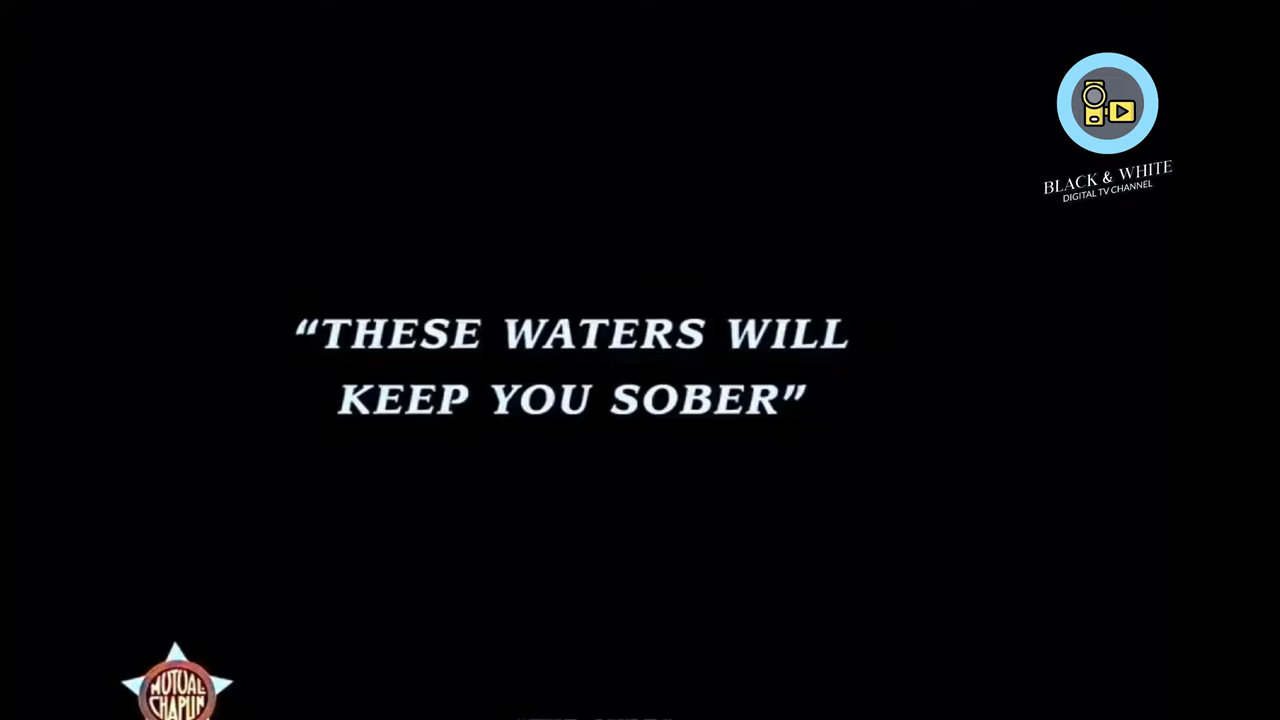 BLACK & WHITE
DIGITAL TV CHANNEL
“THESE WATERS WILL
KEEP YOU SOBER”
MUTUAL
CHAPLIN